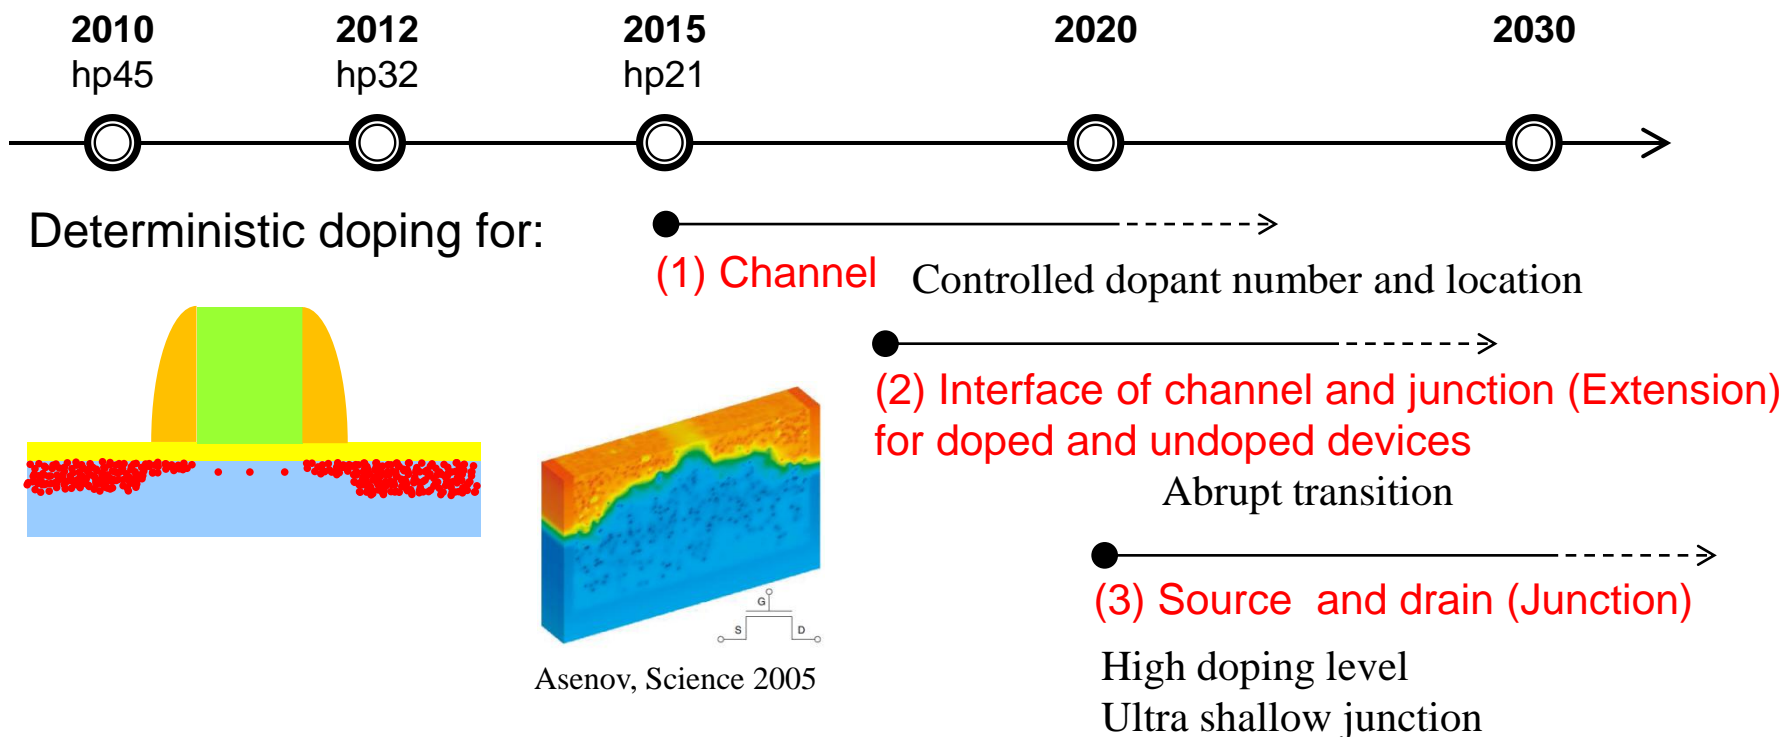 2010 2012 2015 2020 2030
hp45 hp32 hp21
Deterministic doping for:
(1) Channel Controlled dopant number and location
(2) Interface of channel and junction (Extension)
for doped and undoped devices
Abrupt transition
(3) Source and drain (Junction)
High doping level
Ultra shallow junction
G
S D
Asenov, Science 2005